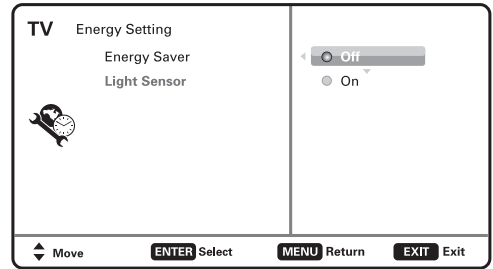 TV Energy Setting
Energy Saver
Light Sensor
Off
On
Move ENTER Select MENU Return EXIT Exit